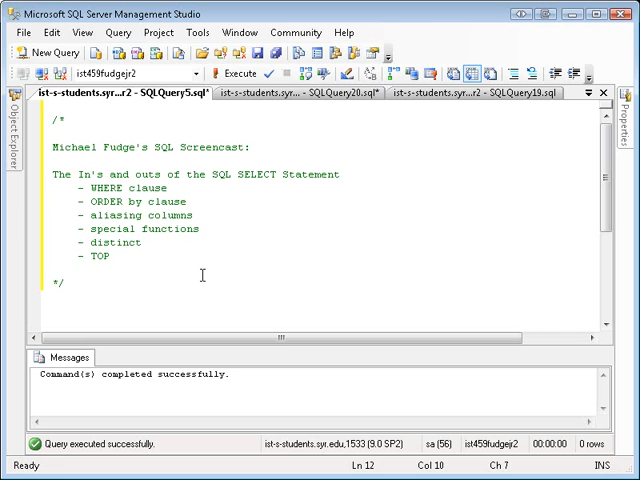 Microsoft SQL Server Management Studio
File Edit View Query Project Tools Window Community Help
New Query
ist459fudgejr2 Execute
ist-s-students.syr....r2 - SQLQuery5.sql* ist-s-students.syr... - SQLQuery20.sql* ist-s-students.syr....r2 - SQLQuery19.sql
Object Explorer
Properties
/*
Michael Fudge's SQL Screencast:
The In's and outs of the SQL SELECT Statement
- WHERE clause
- ORDER by clause
- aliasing columns
- special functions
- distinct
- TOP
*/
Messages
Command(s) completed successfully.
Query executed successfully. ist-s-students.syr.edu,1533 (9.0 SP2) sa (56) ist459fudgejr2 00:00:00 0 rows
Ready Ln 12 Col 10 Ch 7 INS